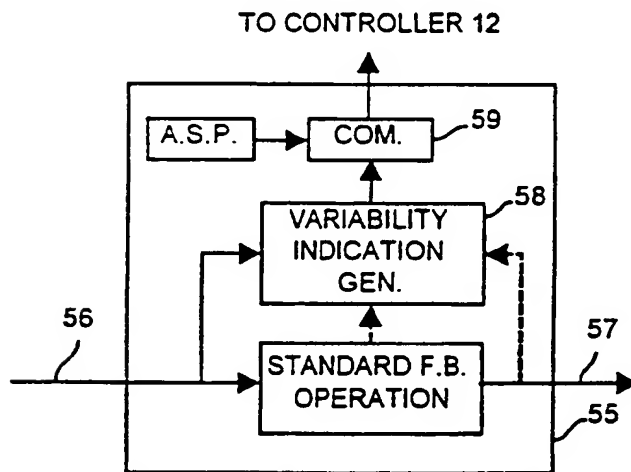 TO CONTROLLER 12
A.S.P.
COM.
59
58
VARIABILITY
INDICATION
GEN.
56
57
STANDARD F.B.
OPERATION
55